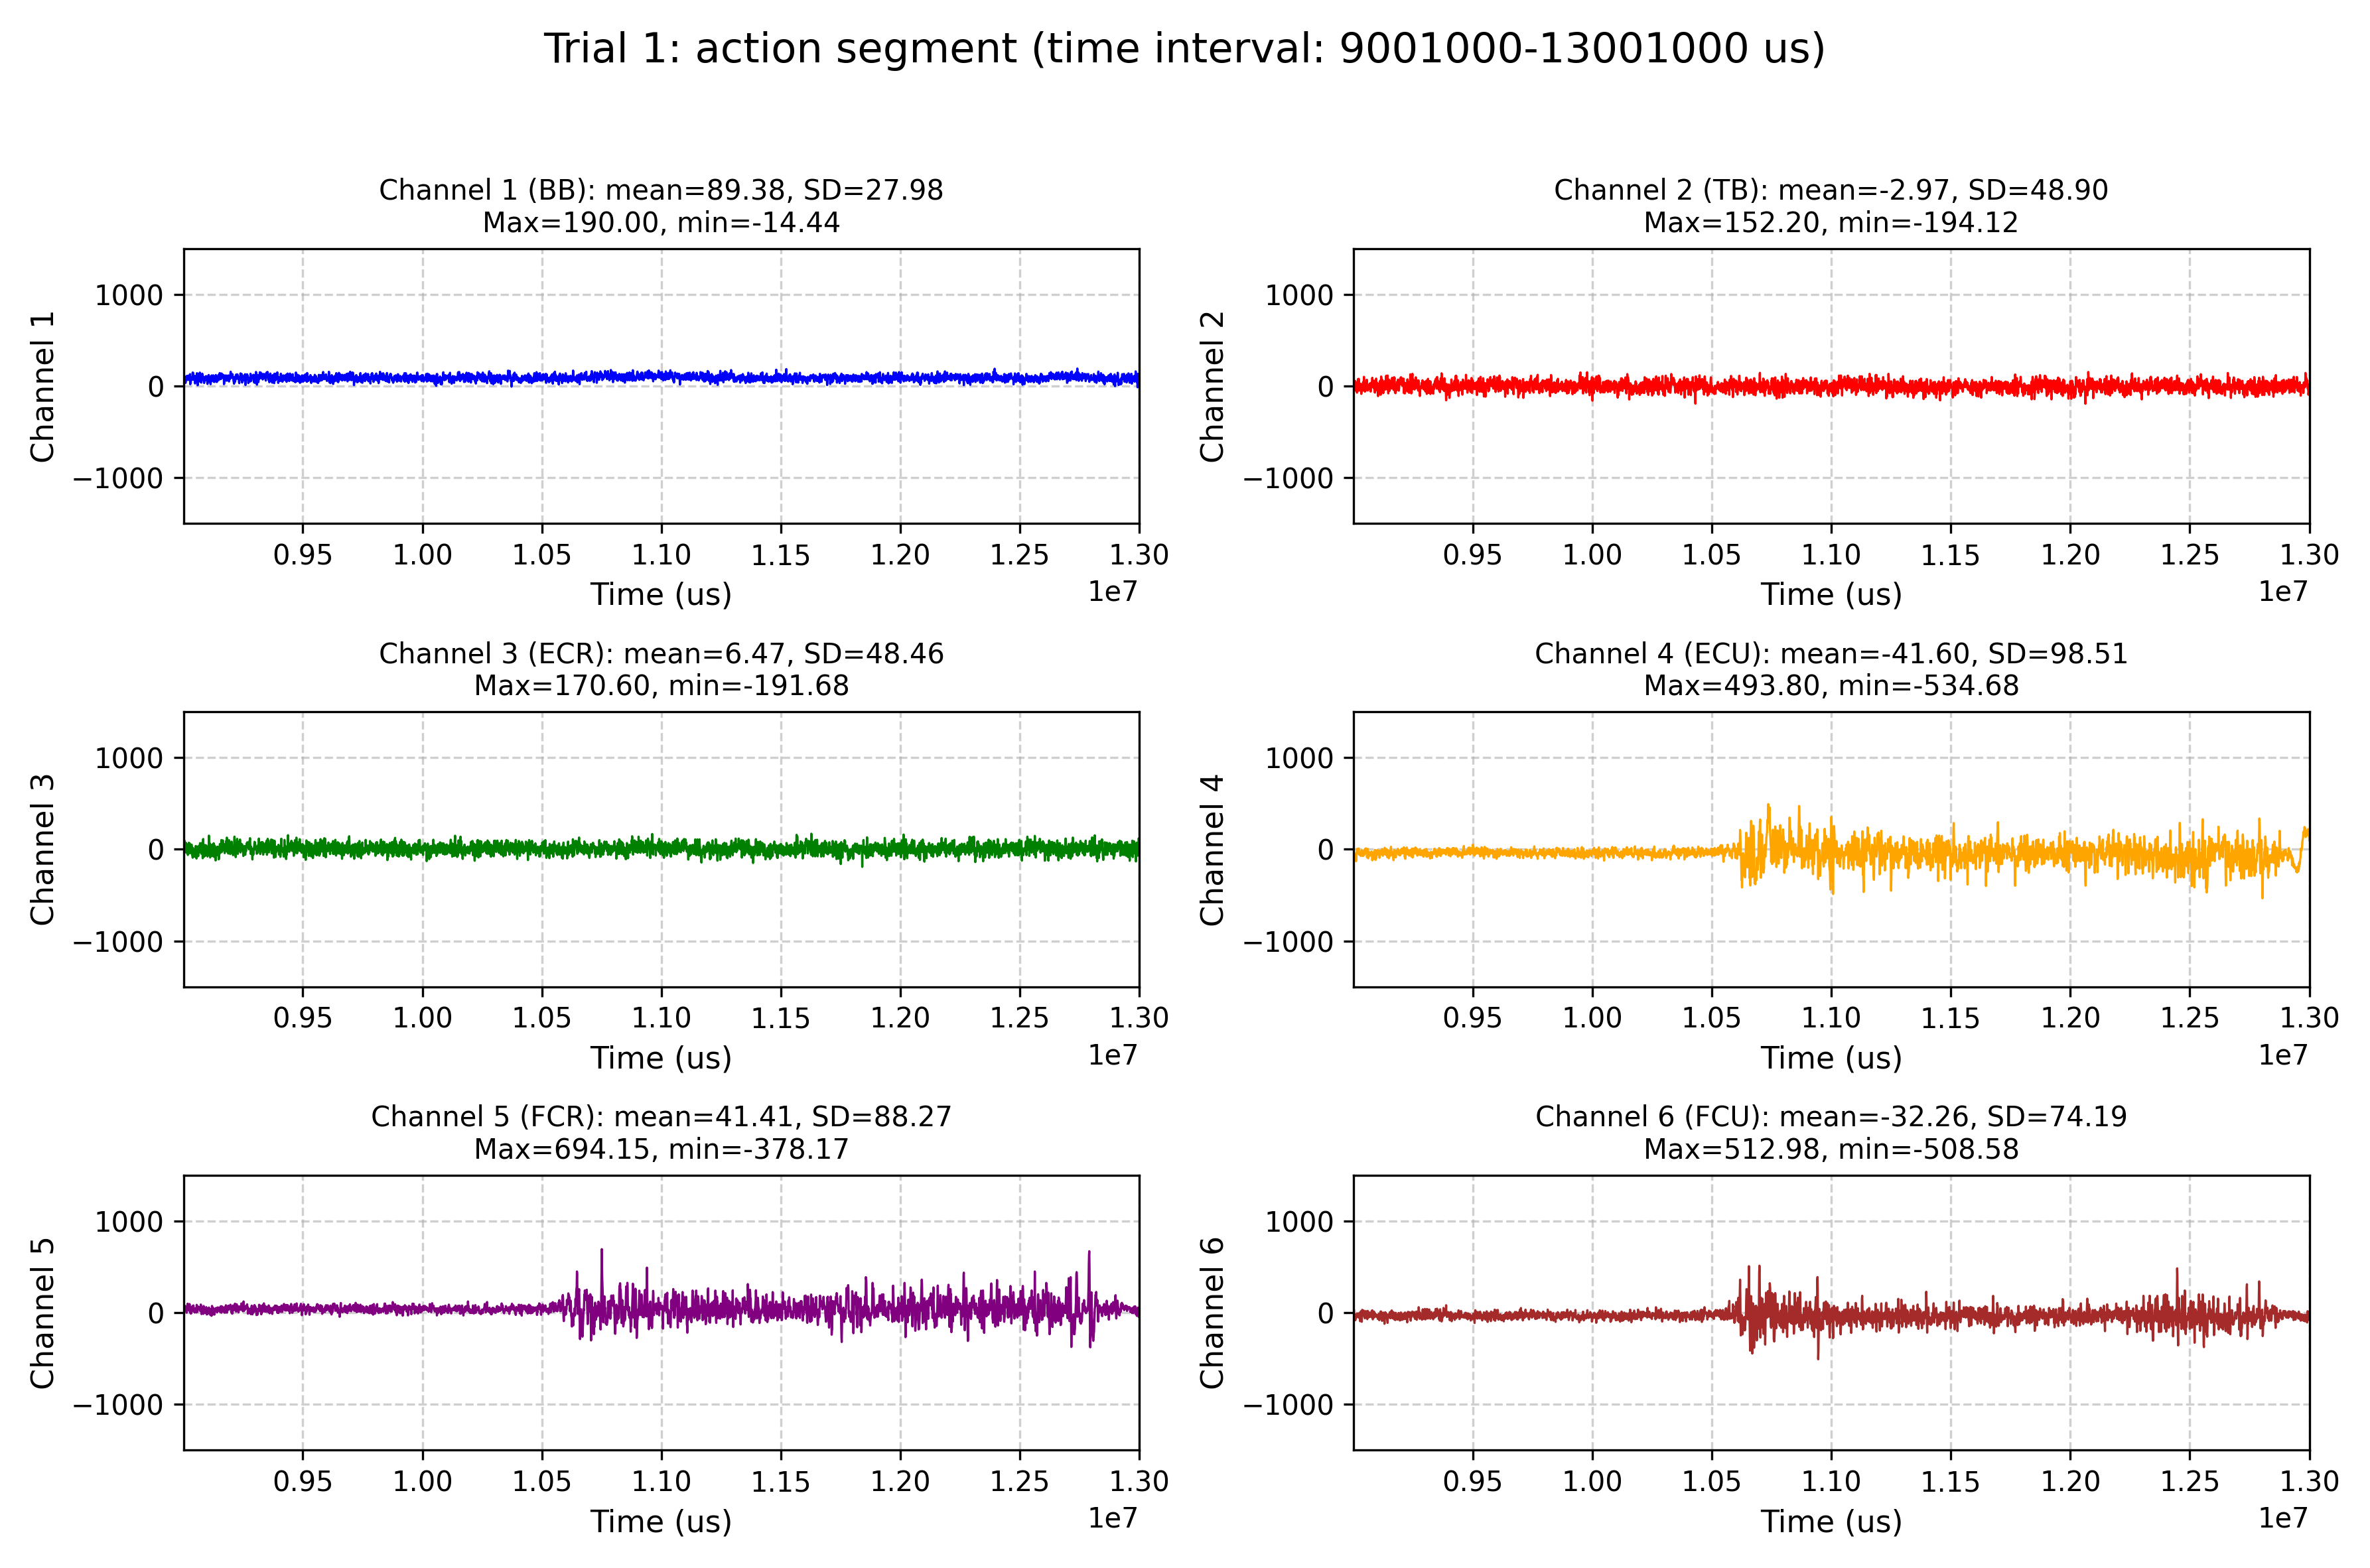 Trial 1: action segment (time interval: 9001000-13001000 us)
Channel 1 (BB): mean=89.38, SD=27.98
Max=190.00, min=-14.44
Channel 1
1000
0
−1000
0.95 1.00 1.05 1.10 1.15 1.20 1.25 1.30
Time (us)
1e7
Channel 2 (TB): mean=-2.97, SD=48.90
Max=152.20, min=-194.12
Channel 2
1000
0
−1000
0.95 1.00 1.05 1.10 1.15 1.20 1.25 1.30
Time (us)
1e7
Channel 3 (ECR): mean=6.47, SD=48.46
Max=170.60, min=-191.68
Channel 3
1000
0
−1000
0.95 1.00 1.05 1.10 1.15 1.20 1.25 1.30
Time (us)
1e7
Channel 4 (ECU): mean=-41.60, SD=98.51
Max=493.80, min=-534.68
Channel 4
1000
0
−1000
0.95 1.00 1.05 1.10 1.15 1.20 1.25 1.30
Time (us)
1e7
Channel 5 (FCR): mean=41.41, SD=88.27
Max=694.15, min=-378.17
Channel 5
1000
0
−1000
0.95 1.00 1.05 1.10 1.15 1.20 1.25 1.30
Time (us)
1e7
Channel 6 (FCU): mean=-32.26, SD=74.19
Max=512.98, min=-508.58
Channel 6
1000
0
−1000
0.95 1.00 1.05 1.10 1.15 1.20 1.25 1.30
Time (us)
1e7